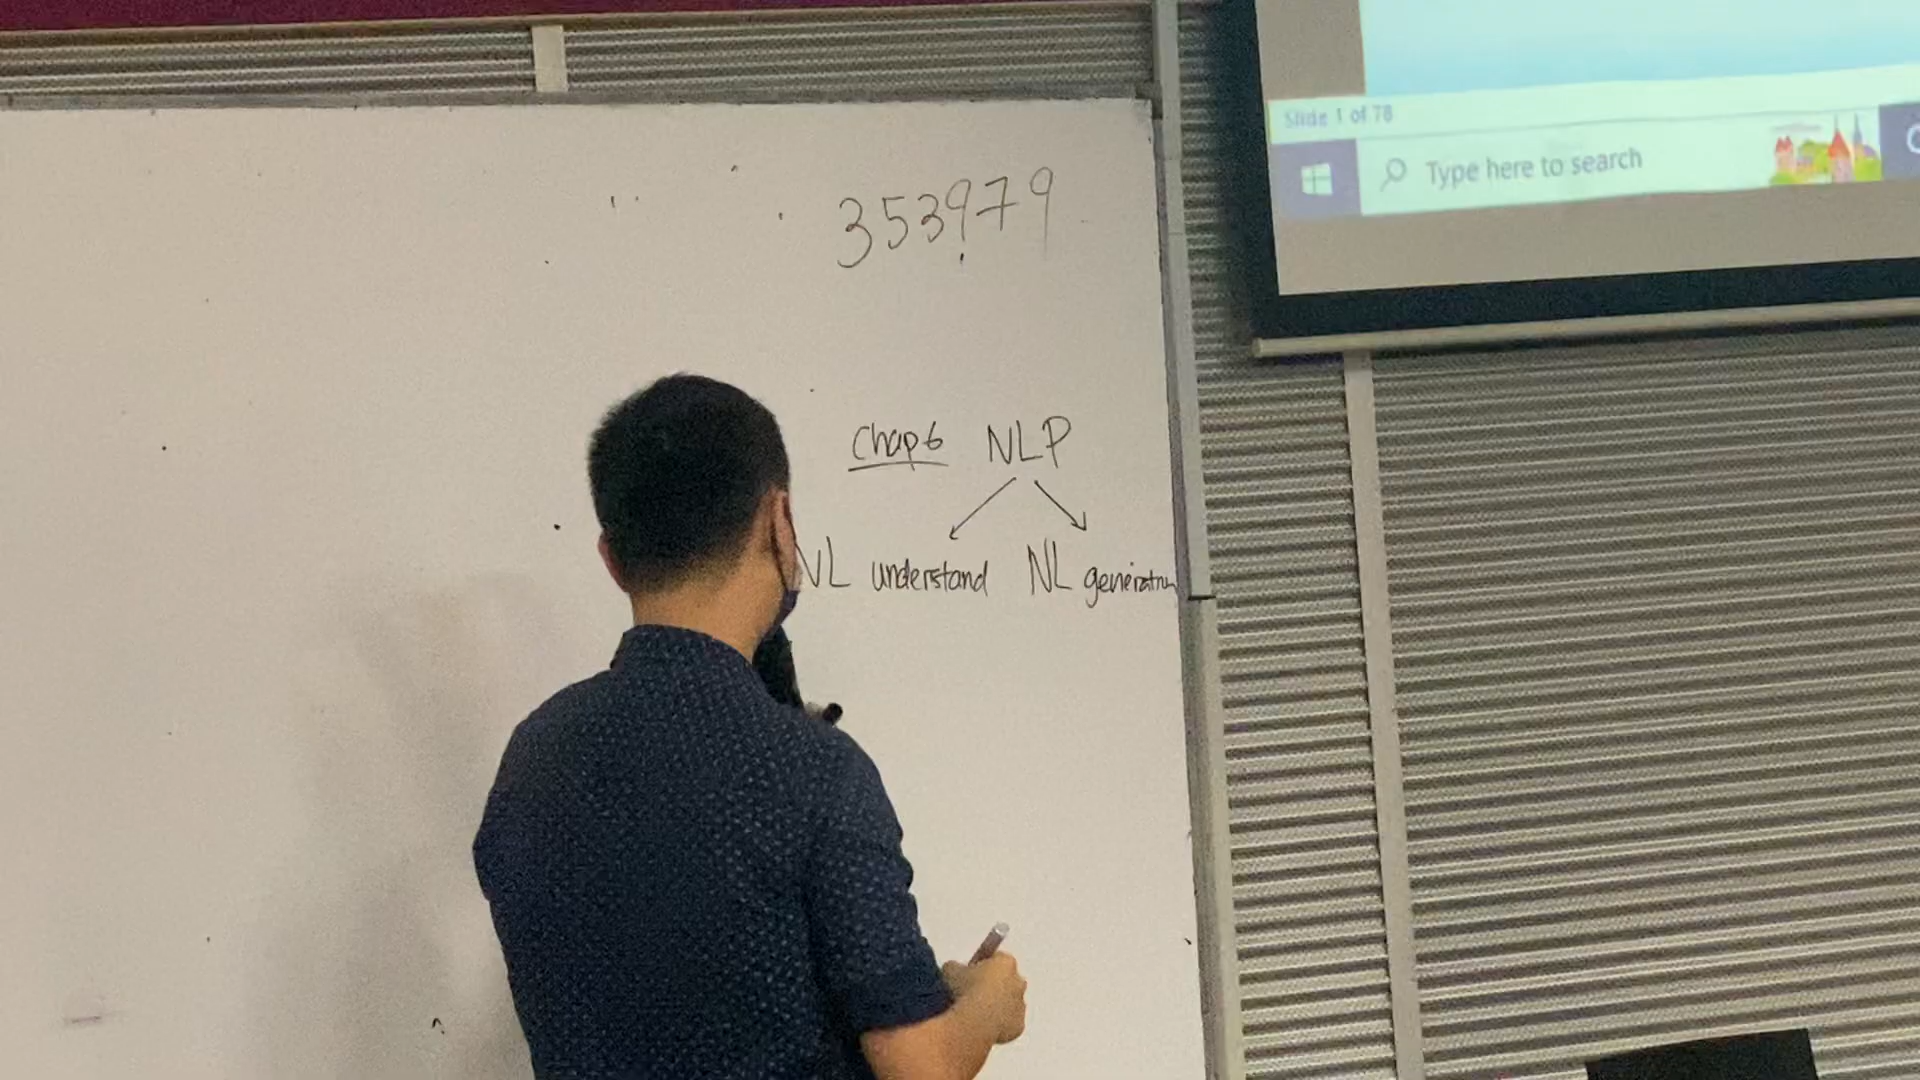 353979
Chap 6 NLP
NL understand NL generation
Slide 1 of 78
Type here to search